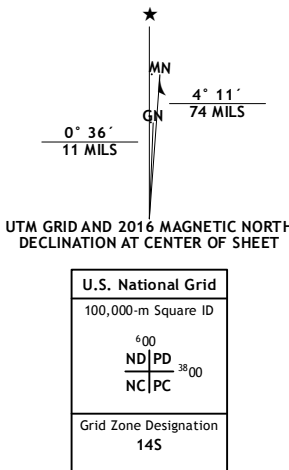 ★
MN
4° 11´
74 MILS
GN
0° 36´
11 MILS
UTM GRID AND 2016 MAGNETIC NORTH
DECLINATION AT CENTER OF SHEET
U.S. National Grid
100,000-m Square ID
⁶00
ND PD
³⁸00
NC PC
Grid Zone Designation
14S